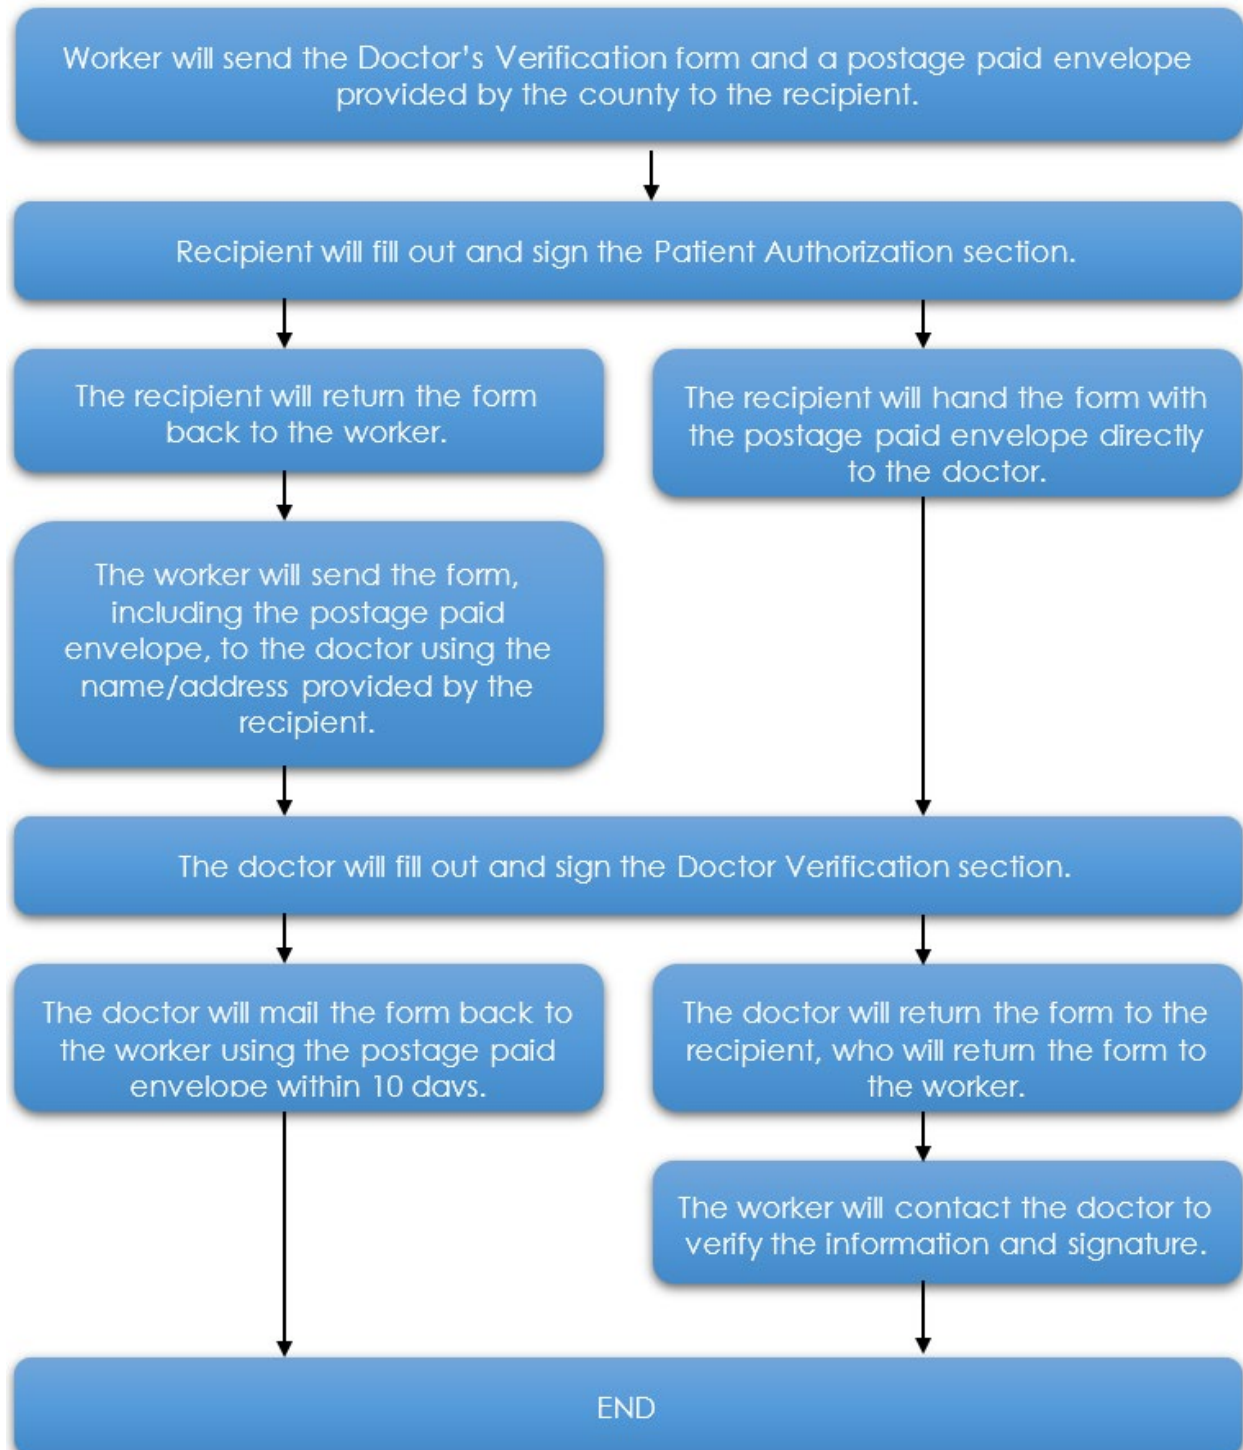 Worker will send the Doctor’s Verification form and a postage paid envelope
provided by the county to the recipient.
Recipient will fill out and sign the Patient Authorization section.
The recipient will return the form
back to the worker.
The recipient will hand the form with
the postage paid envelope directly
to the doctor.
The worker will send the form,
including the postage paid
envelope, to the doctor using the
name/address provided by the
recipient.
The doctor will fill out and sign the Doctor Verification section.
The doctor will mail the form back to
the worker using the postage paid
envelope within 10 days.
The doctor will return the form to the
recipient, who will return the form to
the worker.
The worker will contact the doctor to
verify the information and signature.
END